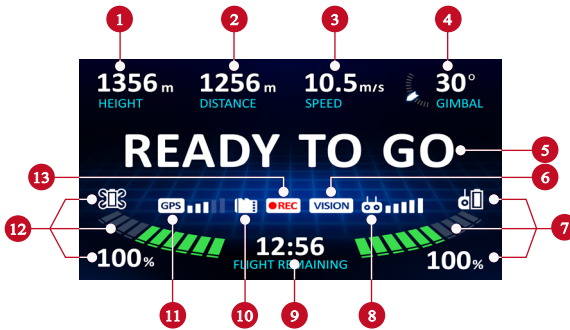 1 2 3 4
1356 m 1256 m 10.5 m/s 30°
HEIGHT DISTANCE SPEED GIMBAL
READY TO GO 5
13 6
GPS REC VISION
12 7
12:56
100% FLIGHT REMAINING 100%
11 10 9 8